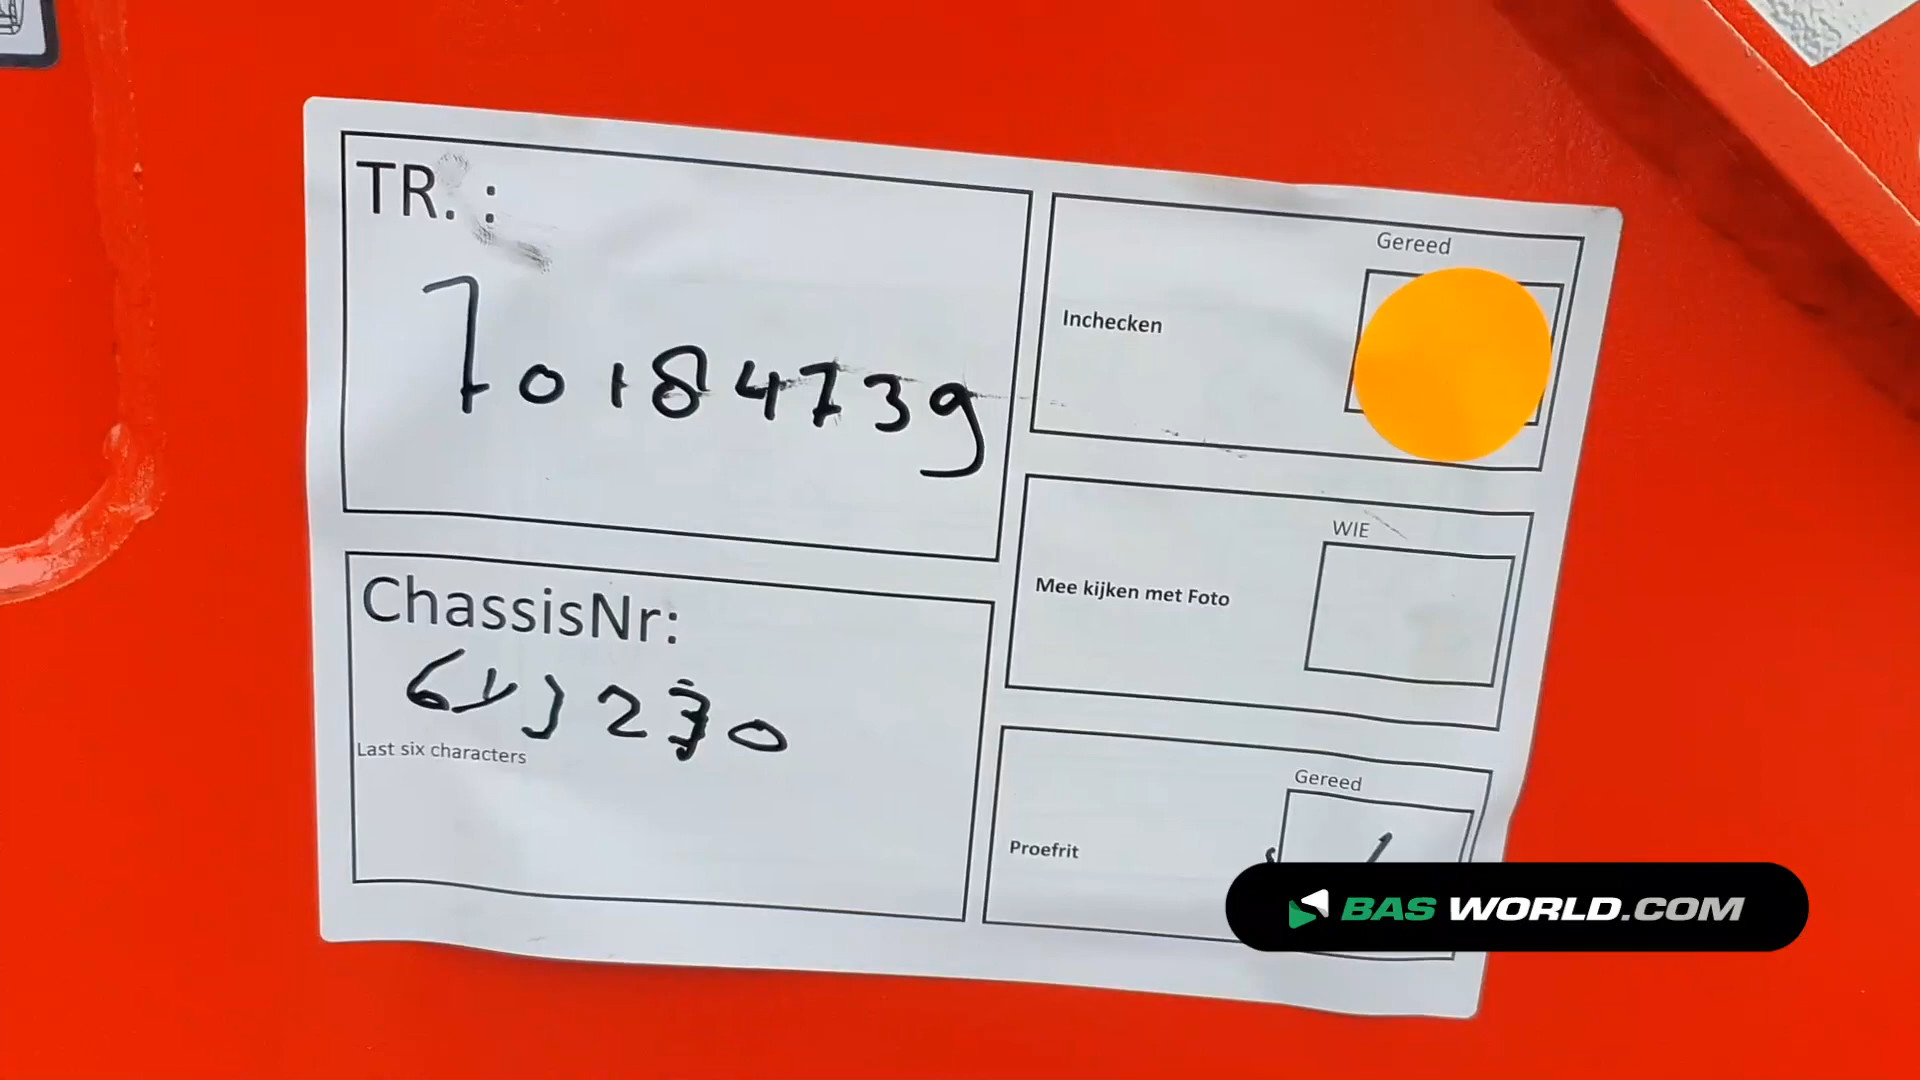 TR. :
70184739
ChassisNr:
Last six characters
Gereed
Inchecken
WIE
Mee kijken met Foto
Gereed
Proefrit
BAS WORLD.COM